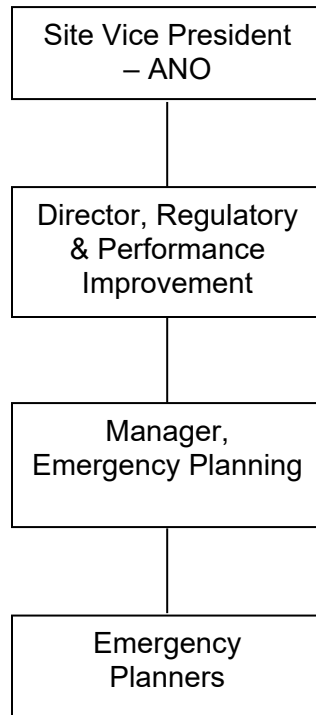 Site Vice President
– ANO
Director, Regulatory
& Performance
Improvement
Manager,
Emergency Planning
Emergency
Planners